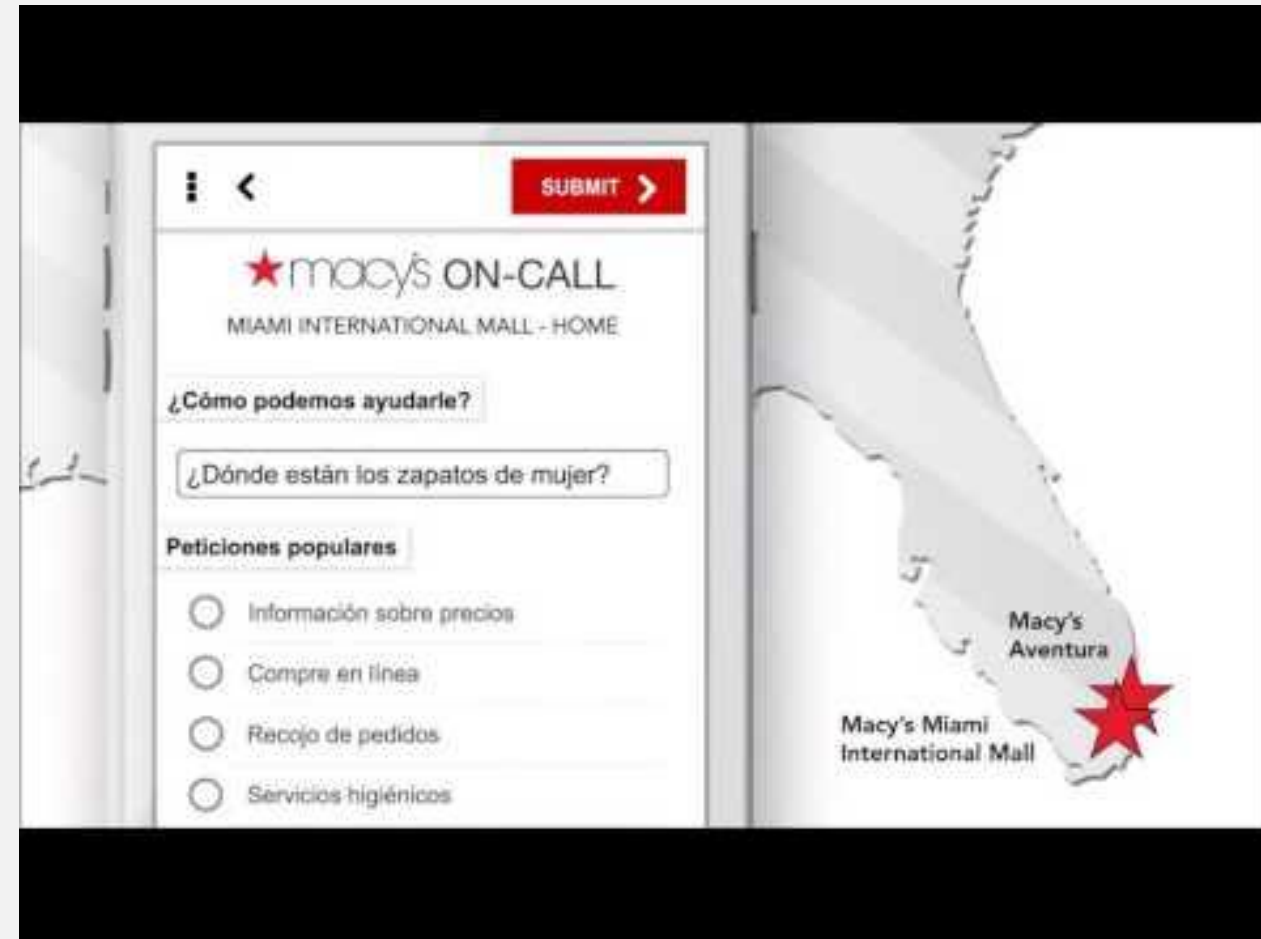 SUBMIT
macy's ON-CALL
MIAMI INTERNATIONAL MALL - HOME
¿Cómo podemos ayudarle?
¿Dónde están los zapatos de mujer?
Peticiones populares
Información sobre precios
Compre en línea
Recojo de pedidos
Servicios higiénicos
Macy's
Aventura
Macy's Miami
International Mall